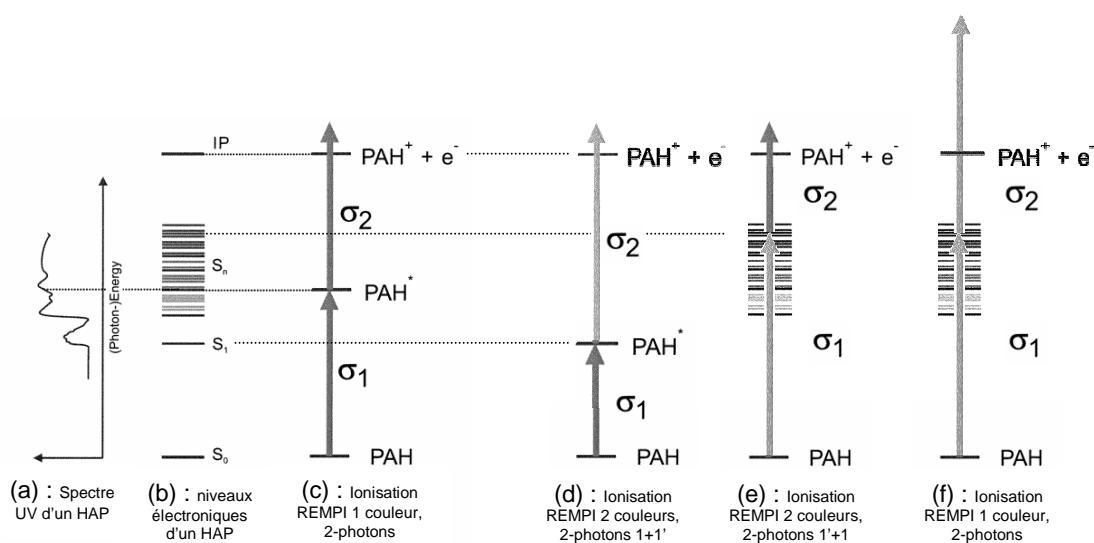 IP
PAH⁺ + e⁻
PAH⁺ + e⁻
PAH⁺ + e⁻
PAH⁺ + e⁻
σ₂
σ₂
σ₂
σ₂
(Photon-)Energy
Sₙ
PAH*
S₁
PAH*
σ₁
σ₁
σ₁
σ₁
S₀
PAH
PAH
PAH
PAH
(a) : Spectre
UV d'un HAP
(b) : niveaux
électroniques
d'un HAP
(c) : Ionisation
REMPI 1 couleur,
2-photons
(d) : Ionisation
REMPI 2 couleurs,
2-photons 1+1'
(e) : Ionisation
REMPI 2 couleurs,
2-photons 1'+1
(f) : Ionisation
REMPI 1 couleur,
2-photons